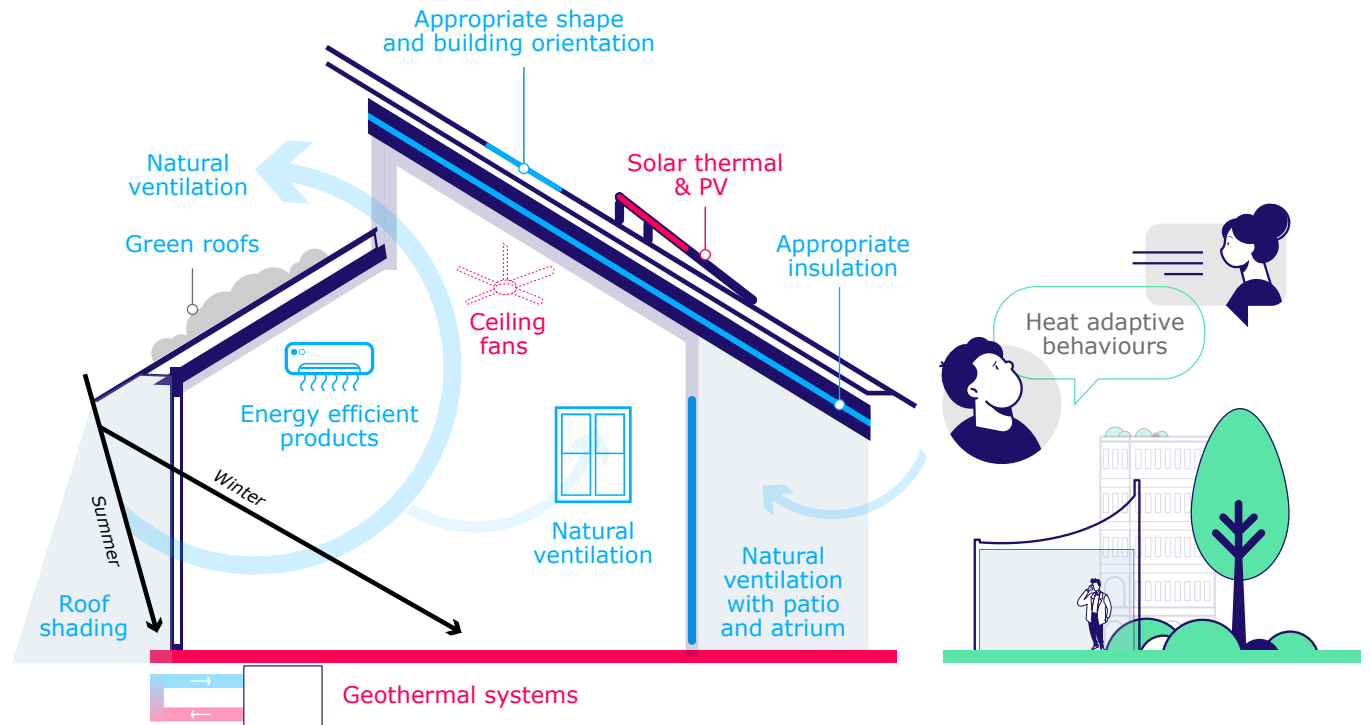 Appropriate shape
and building orientation
Natural
ventilation
Solar thermal
& PV
Green roofs
Appropriate
insulation
Ceiling
fans
Heat adaptive
behaviours
Energy efficient
products
Winter
Summer
Natural
ventilation
Natural
ventilation
with patio
and atrium
Roof
shading
Geothermal systems